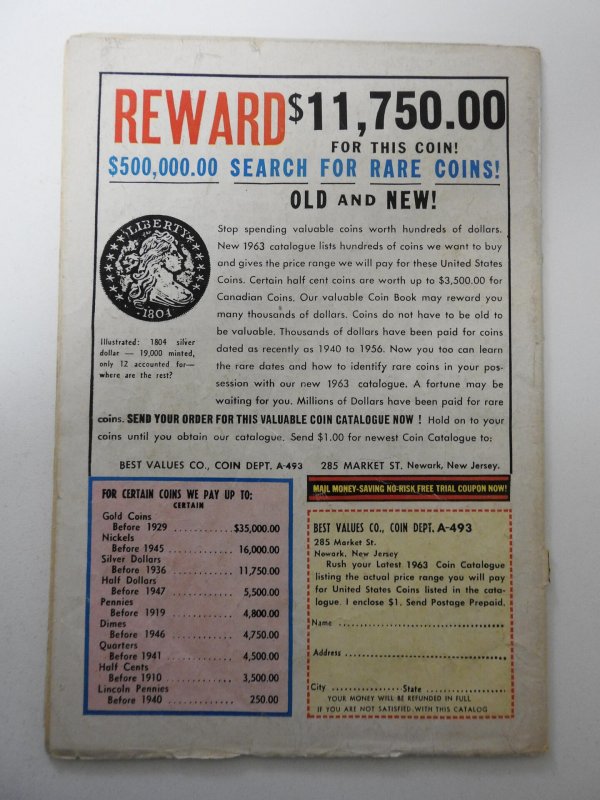 REWARD $11,750.00
FOR THIS COIN!
$500,000.00 SEARCH FOR RARE COINS!
OLD AND NEW!
LIBERTY
1804
Illustrated: 1804 silver
dollar — 19,000 minted,
only 12 accounted for—
where are the rest?
Stop spending valuable coins worth hundreds of dollars.
New 1963 catalogue lists hundreds of coins we want to buy
and gives the price range we will pay for these United States
Coins. Certain half cent coins are worth up to $3,500.00 for
Canadian Coins. Our valuable Coin Book may reward you
many thousands of dollars. Coins do not have to be old to
be valuable. Thousands of dollars have been paid for coins
dated as recently as 1940 to 1956. Now you too can learn
the rare dates and how to identify rare coins in your pos-
session with our new 1963 catalogue. A fortune may be
waiting for you. Millions of Dollars have been paid for rare
coins. SEND YOUR ORDER FOR THIS VALUABLE COIN CATALOGUE NOW ! Hold on to your
coins until you obtain our catalogue. Send $1.00 for newest Coin Catalogue to:
BEST VALUES CO., COIN DEPT. A-493 285 MARKET ST. Newark, New Jersey.
FOR CERTAIN COINS WE PAY UP TO:
CERTAIN
Gold Coins
Before 1929 ............ $35,000.00
Nickels
Before 1945 ............ 16,000.00
Silver Dollars
Before 1936 ............ 11,750.00
Half Dollars
Before 1947 ............ 5,500.00
Pennies
Before 1919 ............ 4,800.00
Dimes
Before 1946 ............ 4,750.00
Quarters
Before 1941 ............ 4,500.00
Half Cents
Before 1910 ............ 3,500.00
Lincoln Pennies
Before 1940 ............ 250.00
MAIL MONEY-SAVING NO-RISK FREE TRIAL COUPON NOW!
BEST VALUES CO., COIN DEPT. A-493
285 Market St.
Newark, New Jersey
Rush your Latest 1963 Coin Catalogue
listing the actual price range you will pay
for United States Coins listed in the cata-
logue. I enclose $1. Send Postage Prepaid.
Name ....................................
Address ....................................
City ............ State ....................
YOUR MONEY WILL BE REFUNDED IN FULL
IF YOU ARE NOT SATISFIED WITH THIS CATALOG